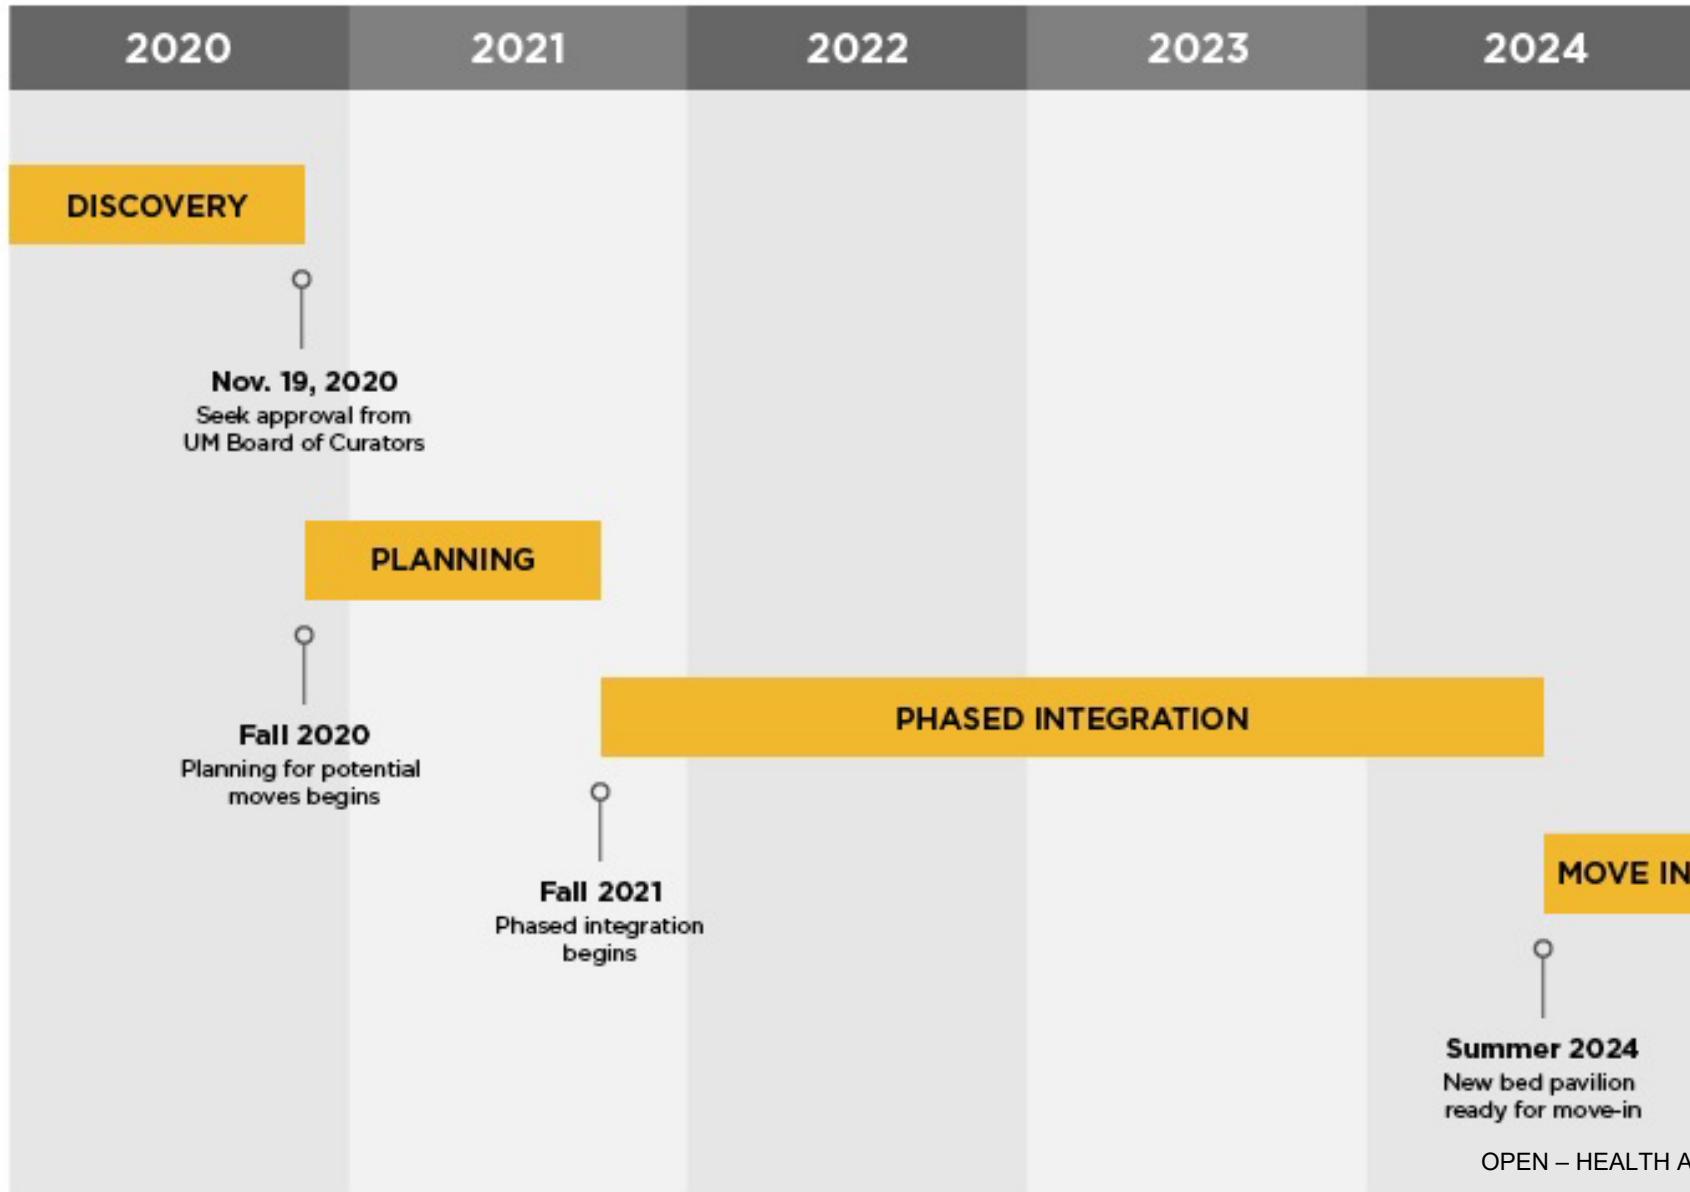 2020 2021 2022 2023 2024
DISCOVERY
Nov. 19, 2020
Seek approval from
UM Board of Curators
PLANNING
Fall 2020
Planning for potential
moves begins
PHASED INTEGRATION
Fall 2021
Phased integration
begins
MOVE IN
Summer 2024
New bed pavilion
ready for move-in
OPEN – HEALTH A